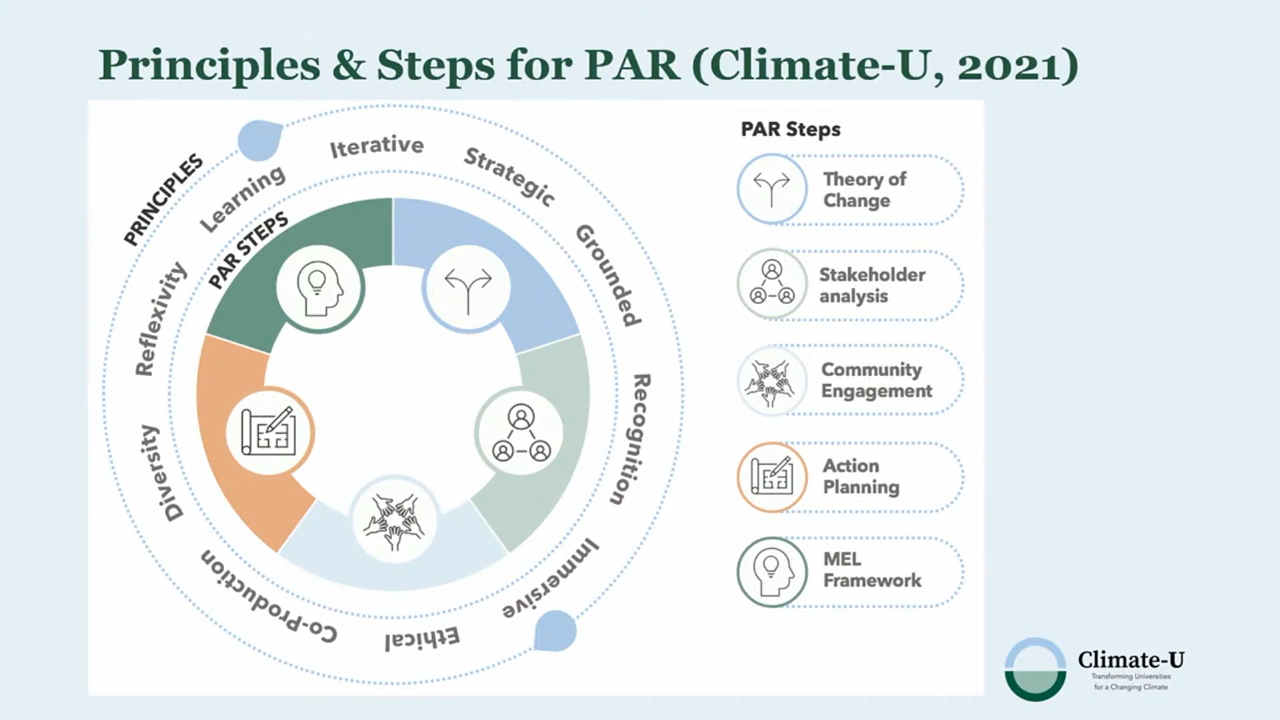 Principles & Steps for PAR (Climate-U, 2021)
PRINCIPLES
Learning
Iterative
Strategic
Grounded
Recognition
Immersive
Ethical
Co-Production
Diversity
Reflexivity
PAR STEPS
PAR Steps
Theory of
Change
Stakeholder
analysis
Community
Engagement
Action
Planning
MEL
Framework
Climate-U
Transforming Universities
for a Changing Climate